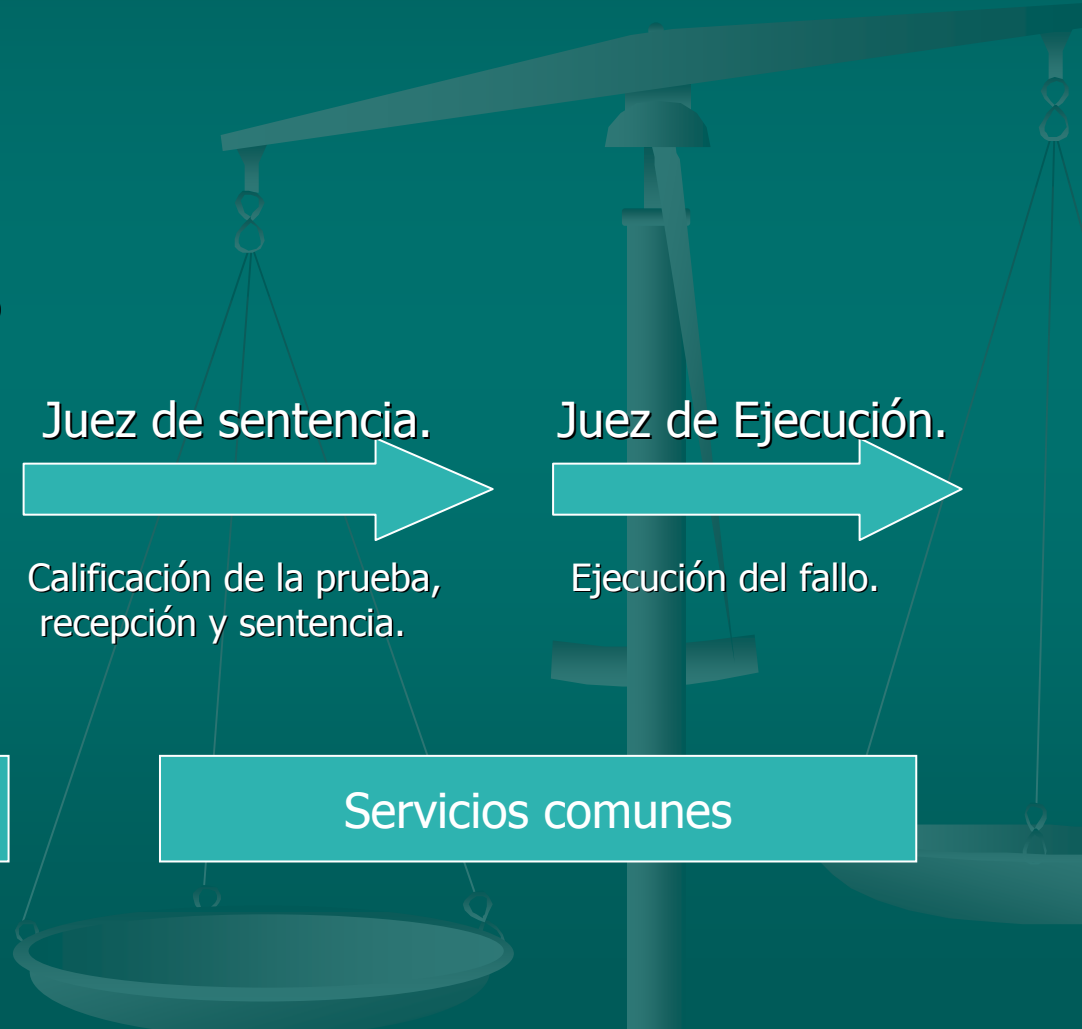 Juez de sentencia.
Juez de Ejecución.
Calificación de la prueba,
recepción y sentencia.
Ejecución del fallo.
Servicios comunes